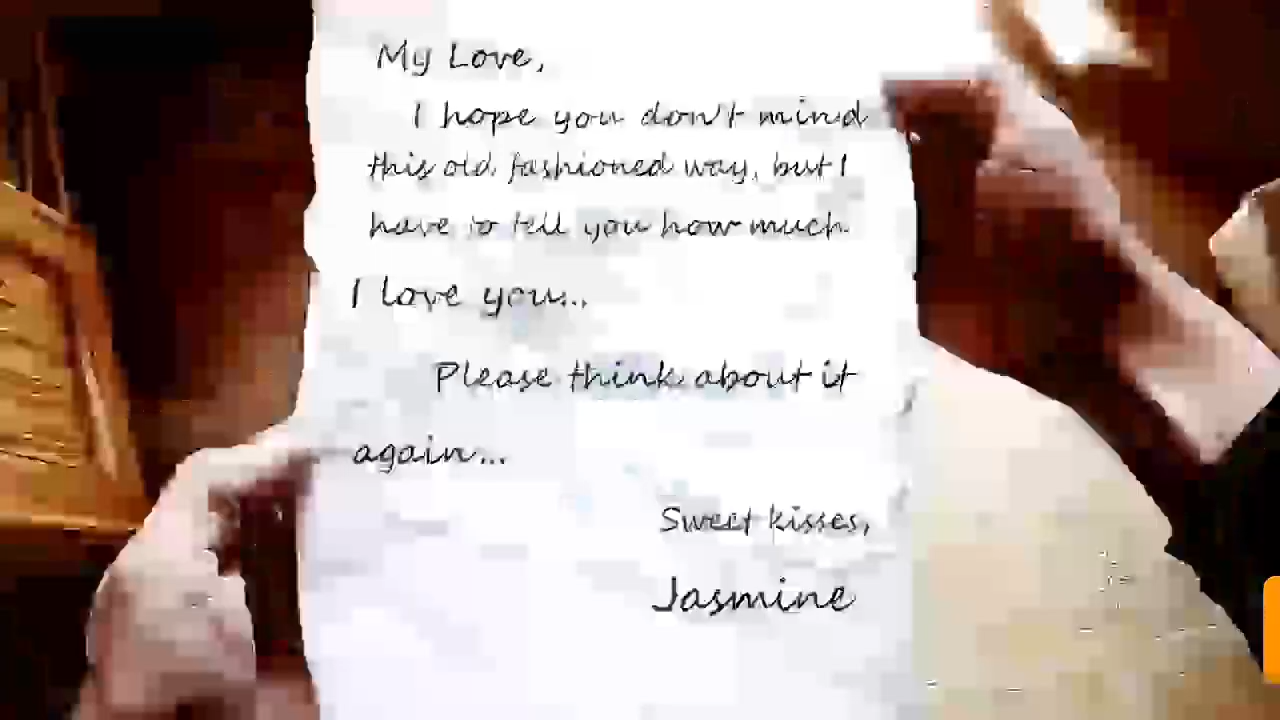 My Love,
I hope you don't mind
this old fashioned way, but I
have to tell you how much
I love you...
Please think about it
again...
Sweet kisses,
Jasmine